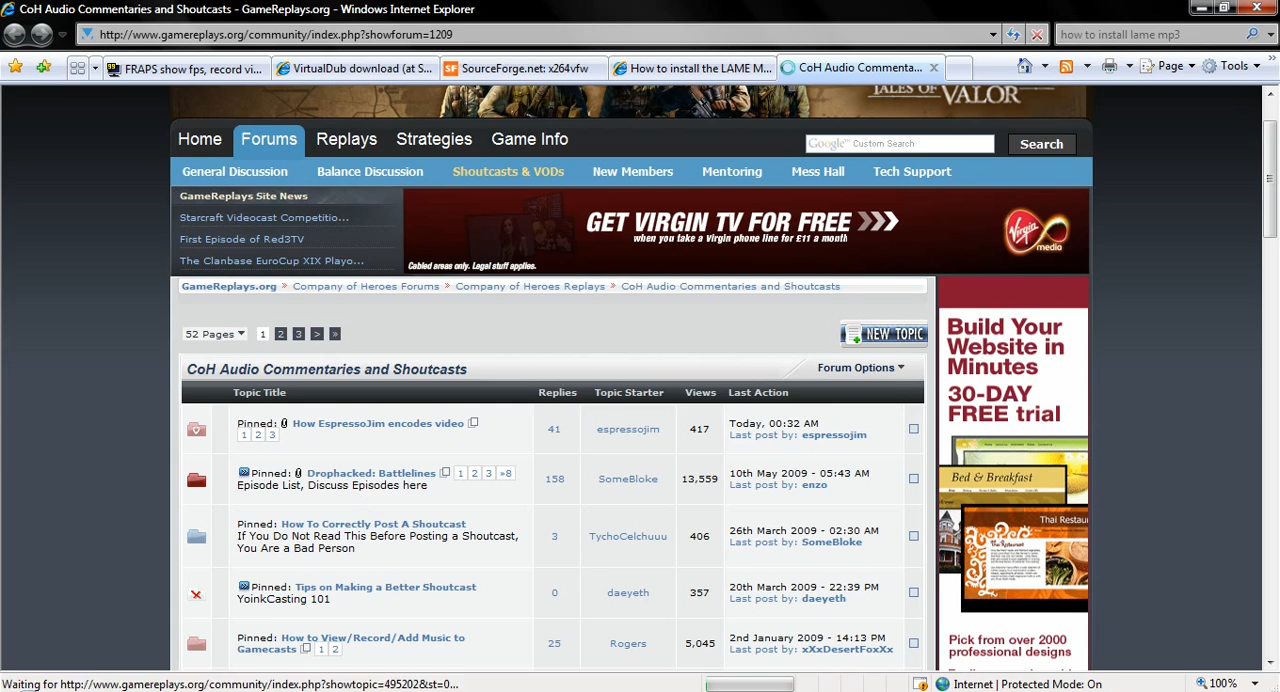 CoH Audio Commentaries and Shoutcasts - GameReplays.org - Windows Internet Explorer
http://www.gamereplays.org/community/index.php?showforum=1209
how to install lame mp3
FRAPS show fps, record vi...
VirtualDub download (at S...
SF SourceForge.net: x264vfw
How to install the LAME M...
CoH Audio Commenta...
Page
Tools
TALES OF VALOR
Home
Forums
Replays
Strategies
Game Info
Google™ Custom Search
Search
General Discussion
Balance Discussion
Shoutcasts & VODs
New Members
Mentoring
Mess Hall
Tech Support
GameReplays Site News
Starcraft Videocast Competitio...
First Episode of Red3TV
The Clanbase EuroCup XIX Playo...
GET VIRGIN TV FOR FREE
when you take a Virgin phone line for £11 a month
Cabled areas only. Legal stuff applies.
Virgin
media
GameReplays.org > Company of Heroes Forums > Company of Heroes Replays > CoH Audio Commentaries and Shoutcasts
52 Pages 1 2 3 > »
NEW TOPIC
CoH Audio Commentaries and Shoutcasts
Forum Options
Topic Title Replies Topic Starter Views Last Action
Pinned: How EspressoJim encodes video
1 2 3
41 espressojim 417
Today, 00:32 AM
Last post by: espressojim
Pinned: Drophacked: Battlelines 1 2 3 »8
Episode List, Discuss Episodes here
158 SomeBloke 13,559
10th May 2009 - 05:43 AM
Last post by: enzo
Pinned: How To Correctly Post A Shoutcast
If You Do Not Read Before Posting a Shoutcast,
You Are a Bad Person
3 TychoCelchuuu 406
26th March 2009 - 02:30 AM
Last post by: SomeBloke
Pinned: Tips on Making a Better Shoutcast
YoinkCasting 101
0 daeyeth 357
20th March 2009 - 22:39 PM
Last post by: daeyeth
Pinned: How to View/Record/Add Music to
Gamecasts 1 2
25 Rogers 5,045
2nd January 2009 - 14:13 PM
Last post by: xXxDesertFoxXx
Build Your
Website in
Minutes
30-DAY
FREE trial
Bed & Breakfast
Thai Restaur
Pick from over 2000
professional designs
Waiting for http://www.gamereplays.org/community/index.php?showtopic=495202&st=0...
Internet | Protected Mode: On
100%